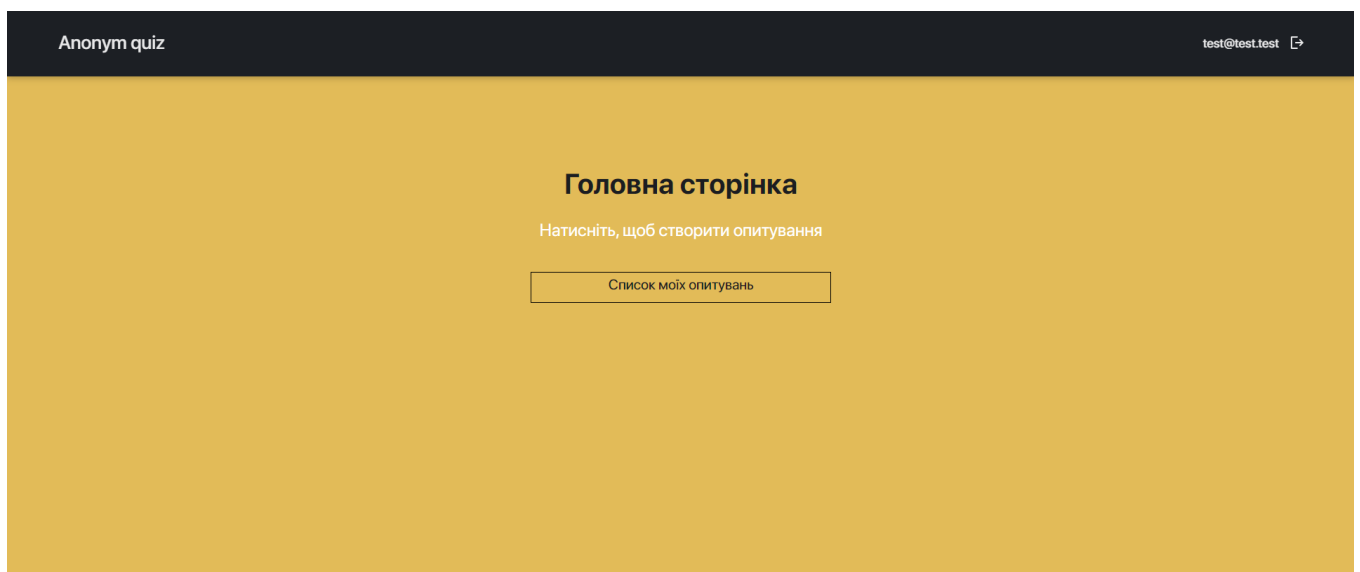 Anonym quiz
test@test.test
Головна сторінка
Натисніть, щоб створити опитування
Список моїх опитувань